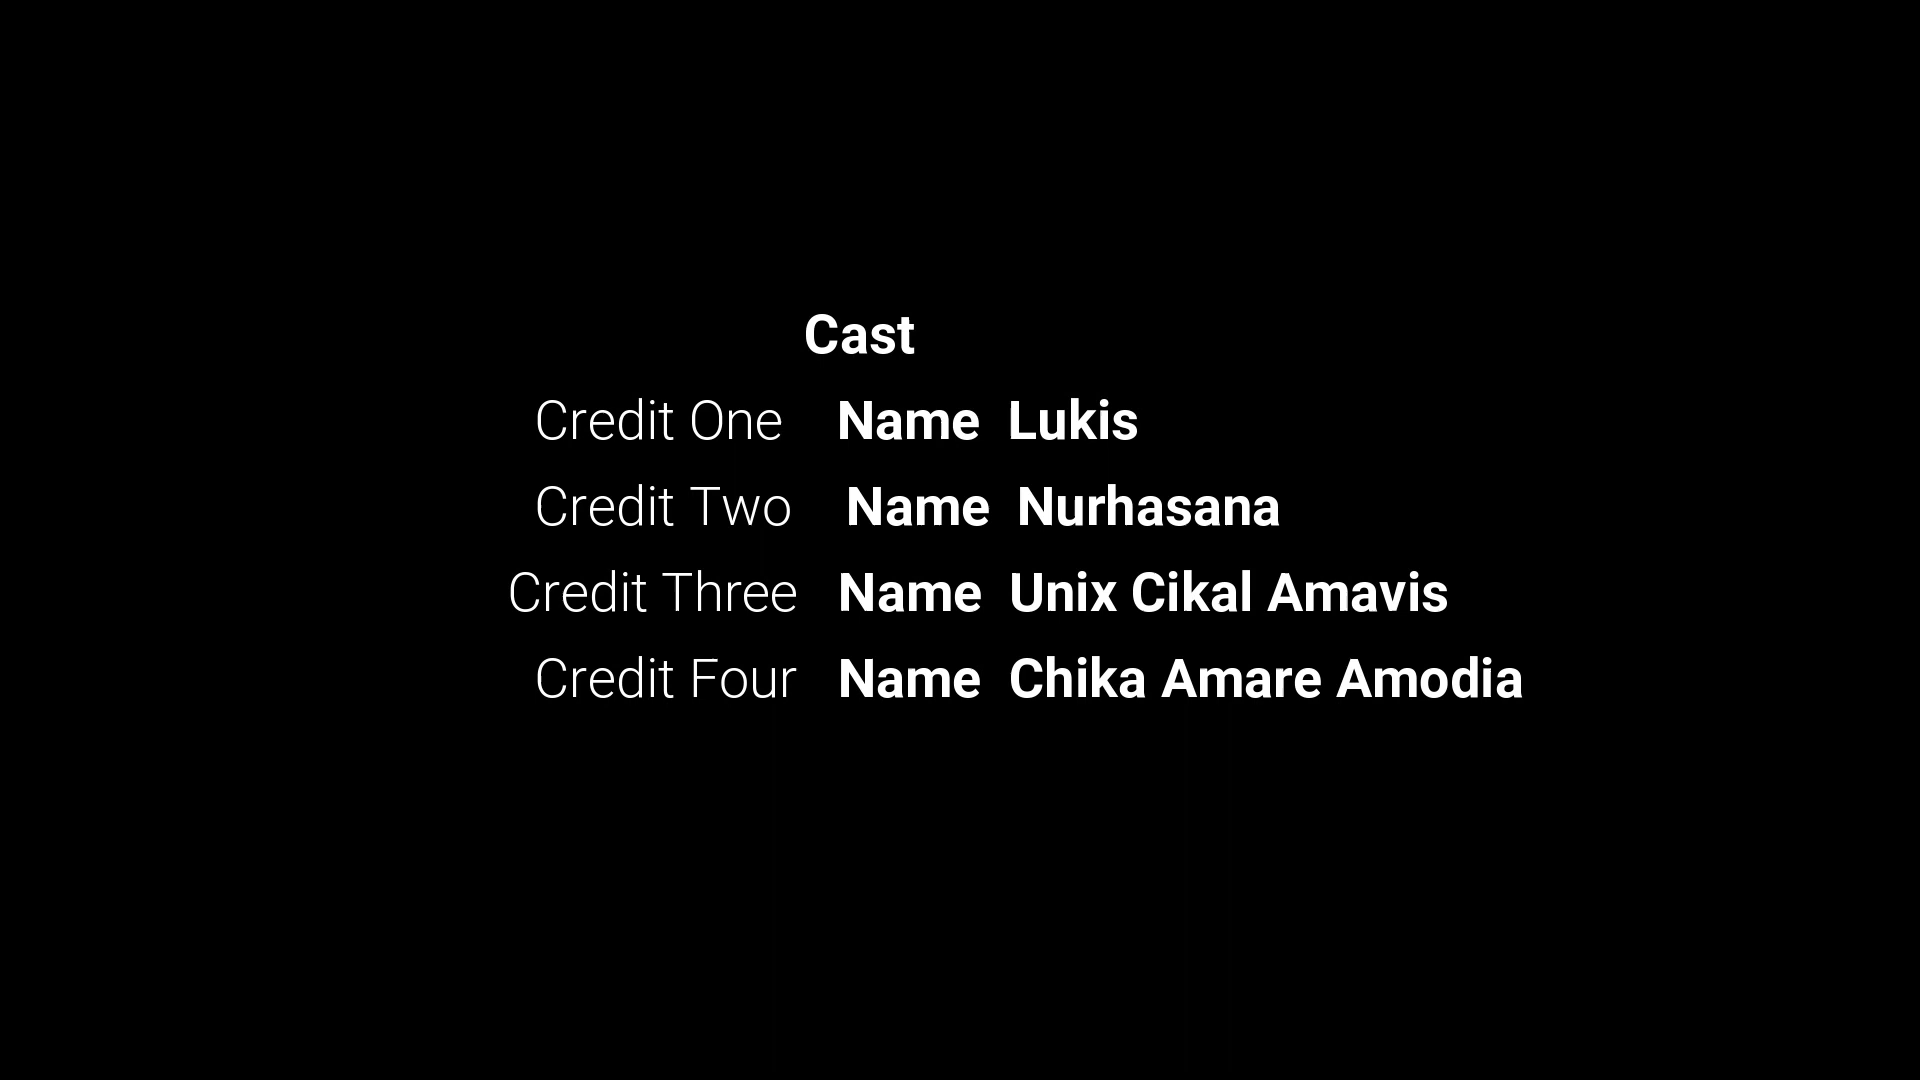 Cast
Credit One Name Lukis
Credit Two Name Nurhasana
Credit Three Name Unix Cikal Amavis
Credit Four Name Chika Amare Amodia